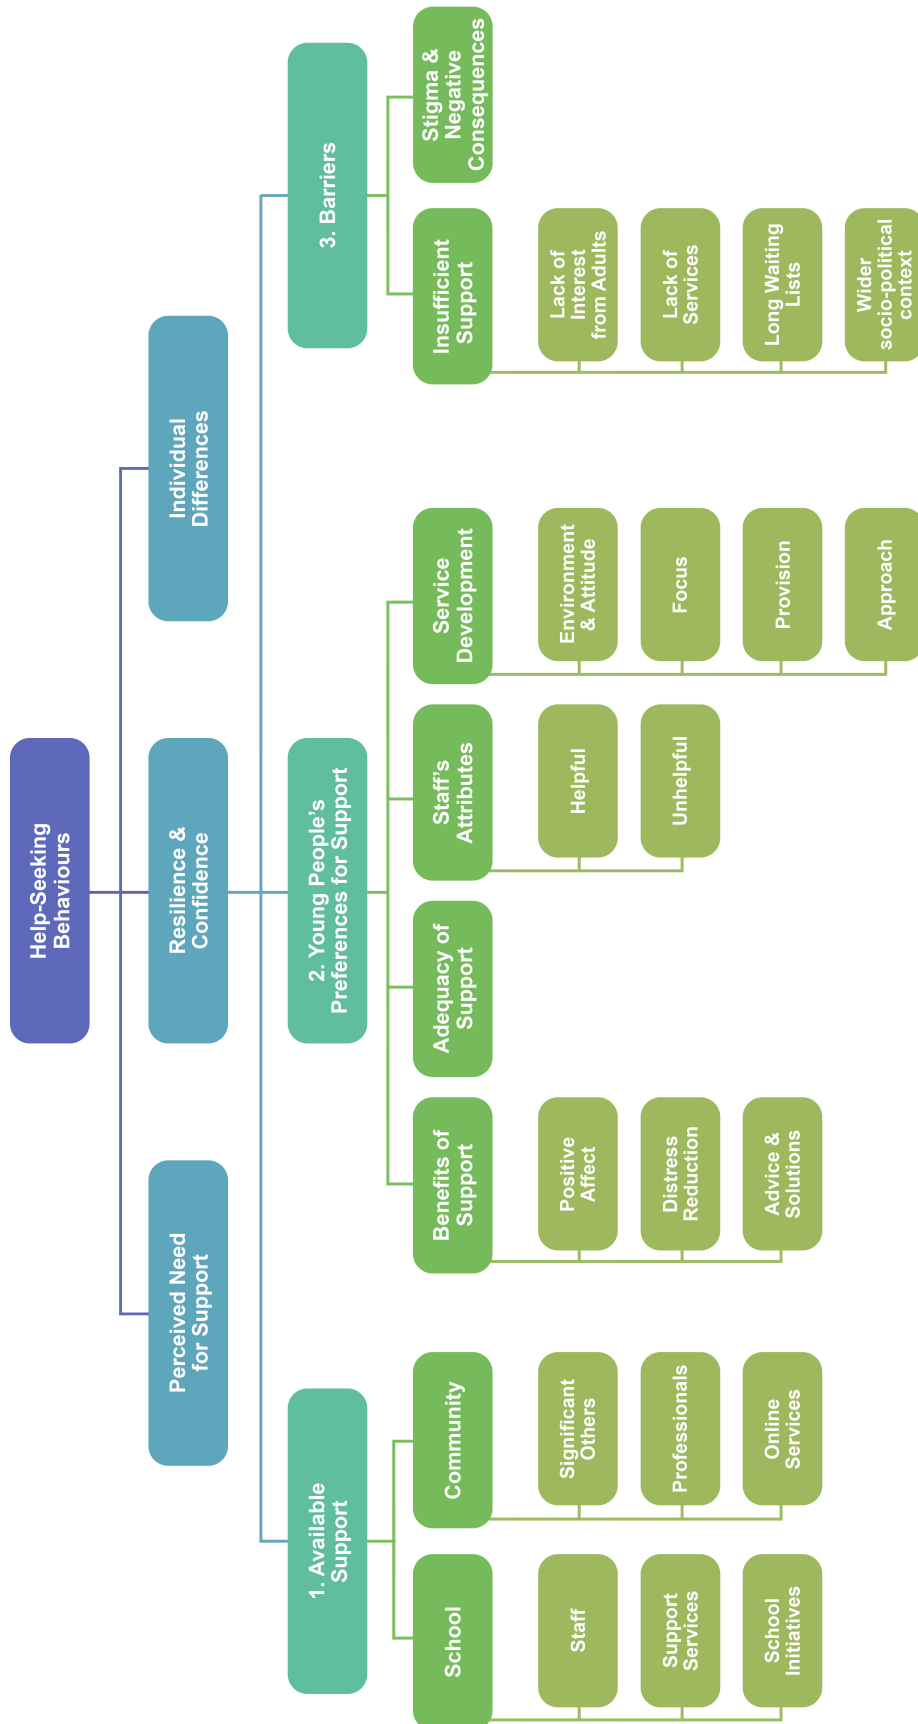 Help-Seeking
Behaviours
Perceived Need
for Support
Resilience &
Confidence
Individual
Differences
1. Available
Support
2. Young People's
Preferences for Support
3. Barriers
School
Community
Benefits of
Support
Adequacy of
Support
Staff's
Attributes
Service
Development
Insufficient
Support
Stigma &
Negative
Consequences
Staff
Support
Services
School
Initiatives
Significant
Others
Professionals
Online
Services
Positive
Affect
Distress
Reduction
Advice &
Solutions
Helpful
Unhelpful
Environment
& Attitude
Focus
Provision
Approach
Lack of
Interest
from Adults
Lack of
Services
Long Waiting
Lists
Wider
socio-political
context